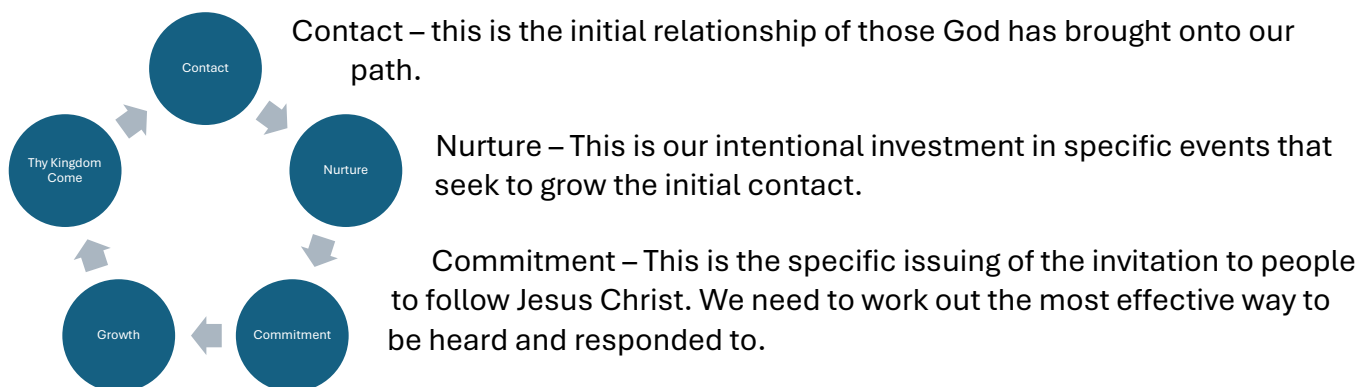 Contact
Nurture
Commitment
Growth
Thy Kingdom
Come
Contact – this is the initial relationship of those God has brought onto our
path.
Nurture – This is our intentional investment in specific events that
seek to grow the initial contact.
Commitment – This is the specific issuing of the invitation to people
to follow Jesus Christ. We need to work out the most effective way to
be heard and responded to.